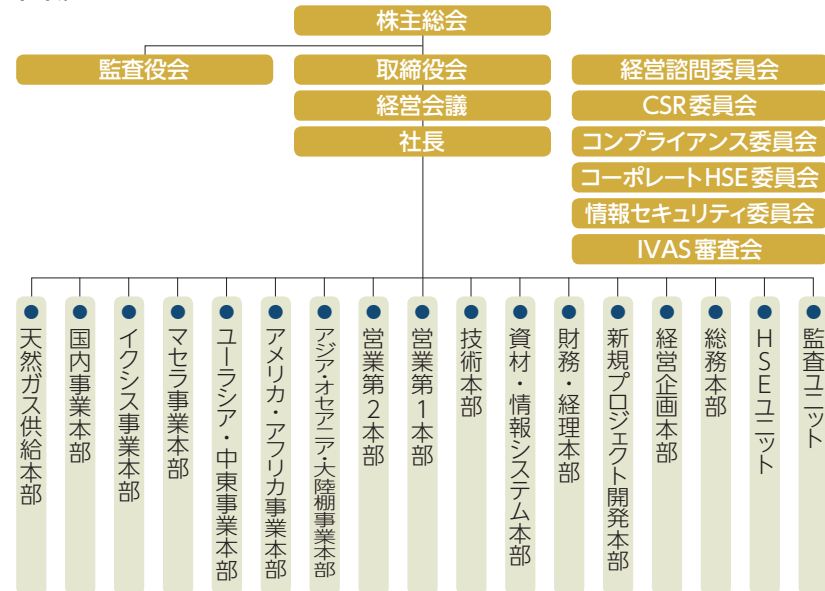 株主総会
監査役会
取締役会
経営諮問委員会
経営会議
CSR委員会
社長
コンプライアンス委員会
コーポレートHSE委員会
情報セキュリティ委員会
IVAS審査会
天然ガス供給本部
国内事業本部
イクシス事業本部
マセラ事業本部
ユーラシア・中東事業本部
アメリカ・アフリカ事業本部
アジア・オセアニア・大陸棚事業本部
営業第2本部
営業第1本部
技術本部
資材・情報システム本部
財務・経理本部
新規プロジェクト開発本部
経営企画本部
総務本部
HSEユニット
監査ユニット